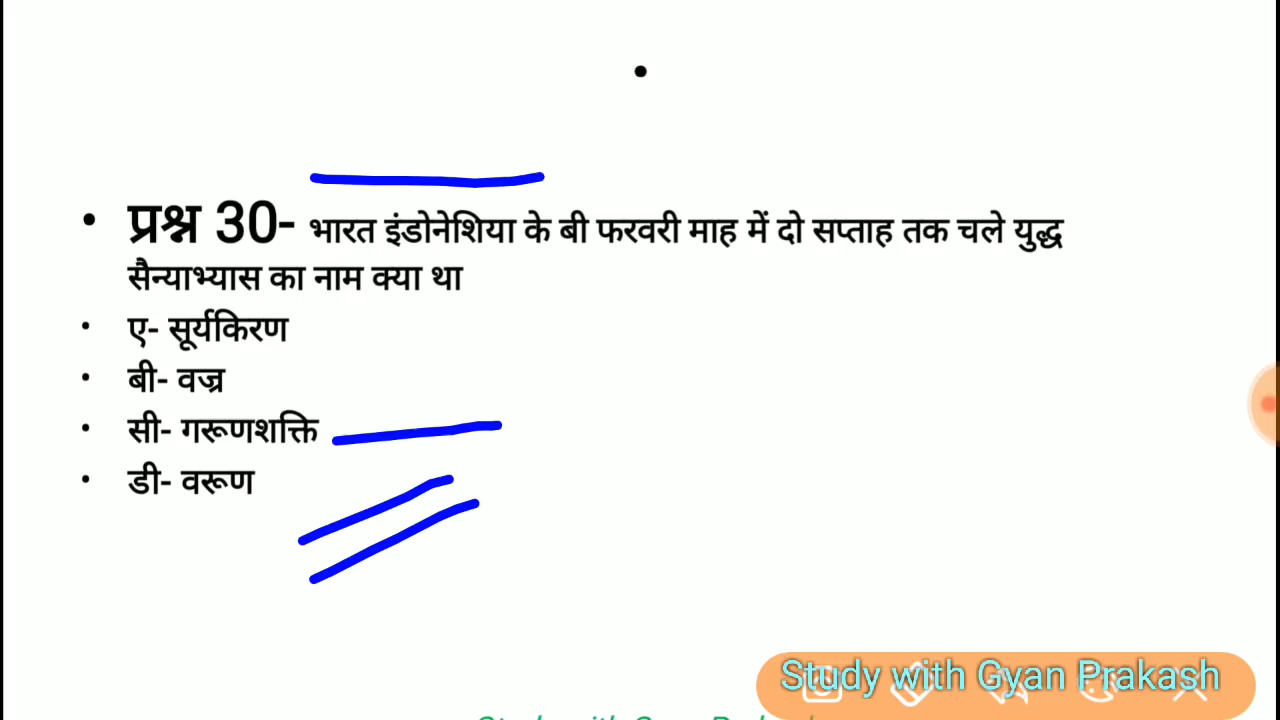 प्रश्न 30- भारत इंडोनेशिया के बी फरवरी माह में दो सप्ताह तक चले युद्ध
सैन्याभ्यास का नाम क्या था
ए- सूर्यकिरण
बी- वज्र
सी- गरूणशक्ति
डी- वरूण
Study with Gyan Prakash